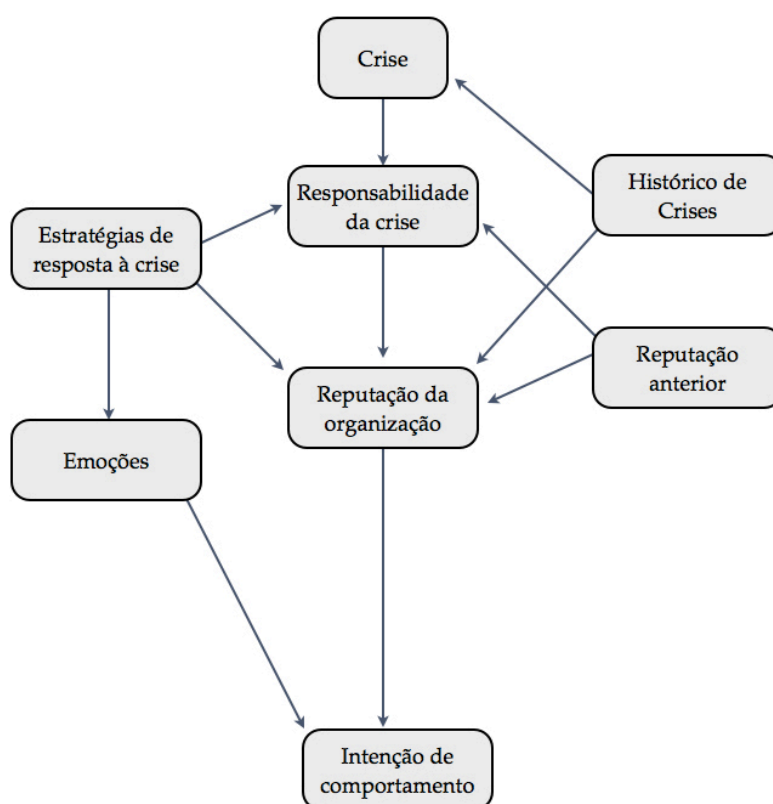 Crise
Responsabilidade
da crise
Histórico de
Crises
Estratégias de
resposta à crise
Reputação da
organização
Reputação
anterior
Emoções
Intenção de
comportamento